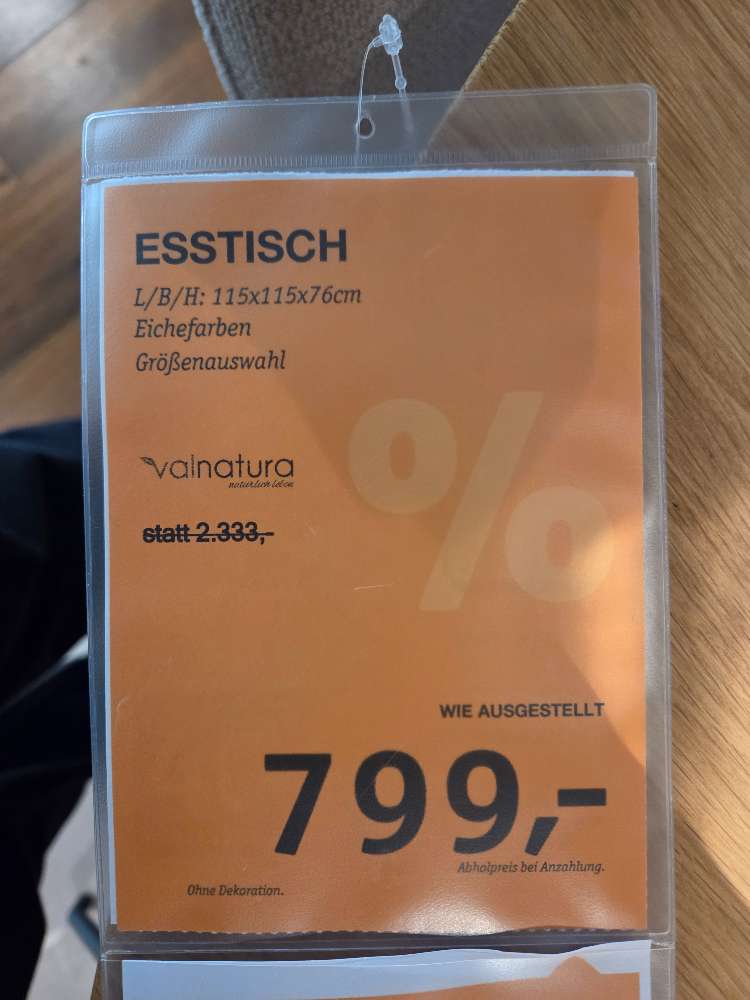 ESSTISCH
L/B/H: 115x115x76cm
Eichefarben
Größenauswahl
valnatura
natürlich leben
statt 2.333,-
%
WIE AUSGESTELLT
799,-
Abholpreis bei Anzahlung.
Ohne Dekoration.